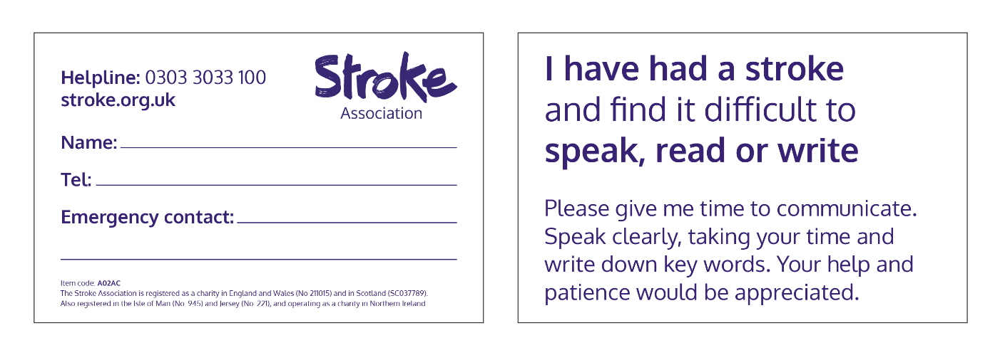 Helpline: 0303 3033 100
stroke.org.uk
Stroke
Association
Name:
Tel:
Emergency contact:
Item code: A02AC
The Stroke Association is registered as a charity in England and Wales (No 211015) and in Scotland (SC037789).
Also registered in the Isle of Man (No. 945) and Jersey (No. 221), and operating as a charity in Northern Ireland.
I have had a stroke
and find it difficult to
speak, read or write
Please give me time to communicate.
Speak clearly, taking your time and
write down key words. Your help and
patience would be appreciated.